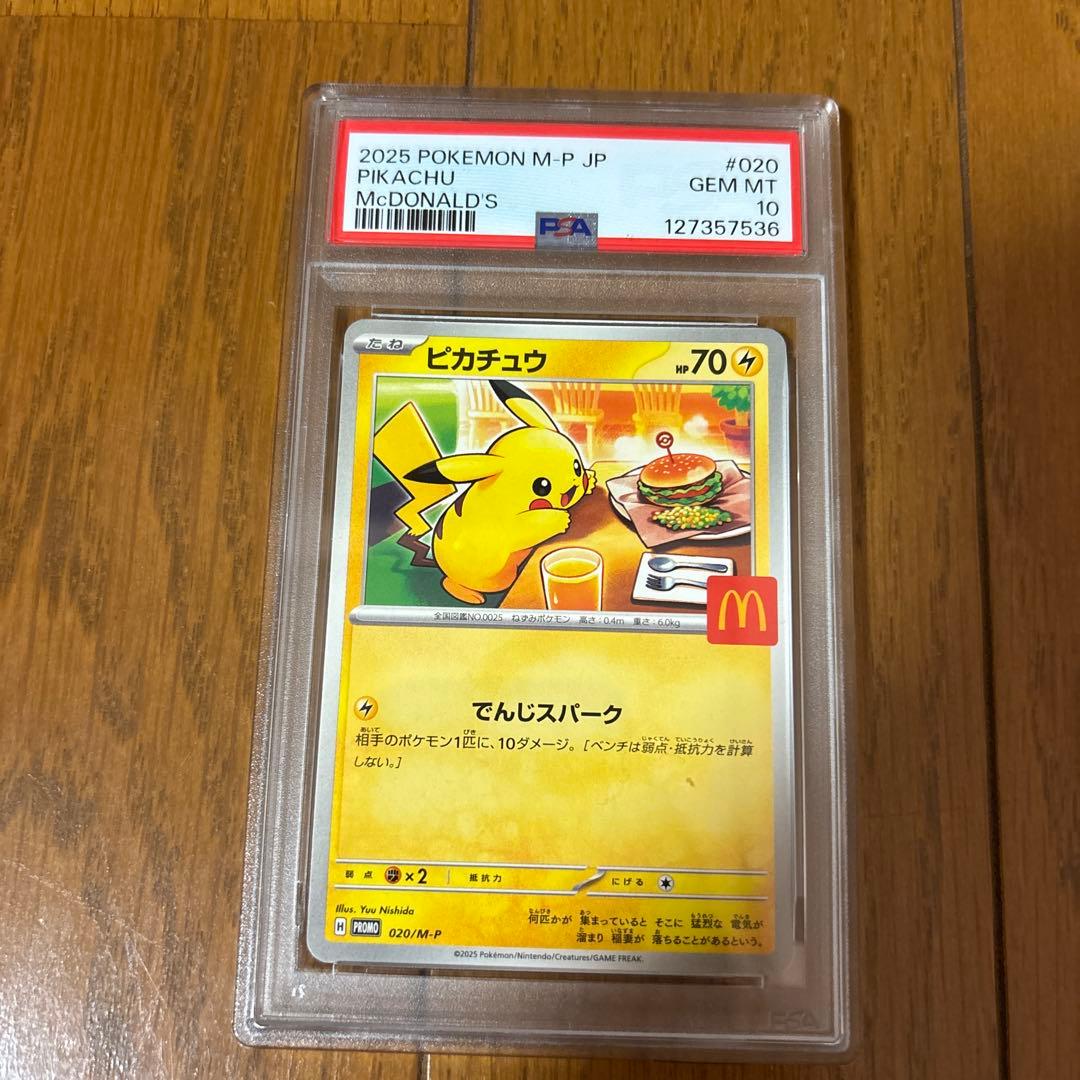 2025 POKEMON M-P JP #020
PIKACHU GEM MT
McDONALD'S 10
PSA 127357536
たね ピカチュウ HP70
全国図鑑NO.0025 ねずみポケモン 高さ:0.4m 重さ:6.0kg
でんじスパーク
相手のポケモン1匹に、10ダメージ。[ベンチは弱点・抵抗力を計算
しない。]
弱点 ×2 抵抗力 にげる
Illus. Yuu Nishida
何匹かが 集まっていると そこに 猛烈な 電気が
溜まり 稲妻が 落ちることがあるという。
H PROMO 020/M-P
©2025 Pokémon/Nintendo/Creatures/GAME FREAK.
PSA